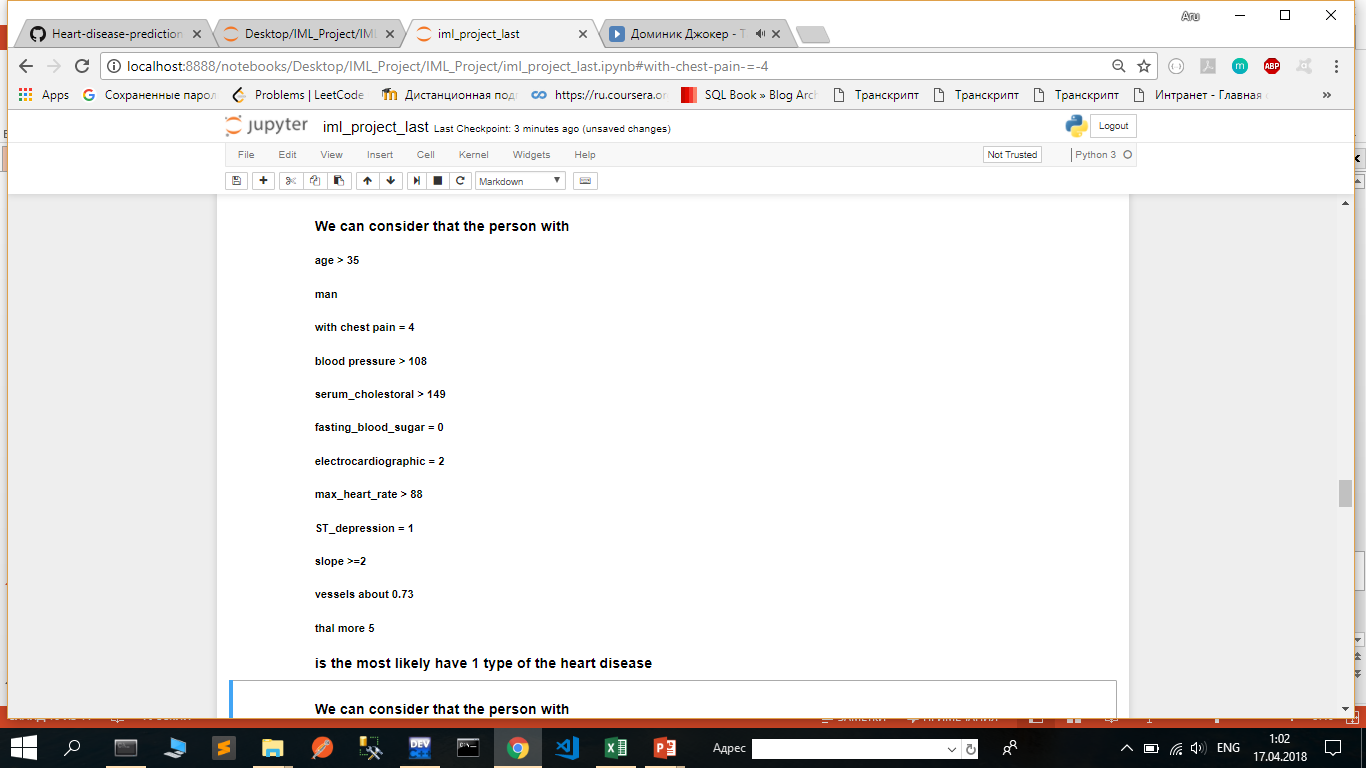 Aru
Heart-disease-prediction
Desktop/IML_Project/IML
iml_project_last
Доминик Джокер - Т
localhost:8888/notebooks/Desktop/IML_Project/IML_Project/iml_project_last.ipynb#with-chest-pain-=-4
ABP
Apps
Сохраненные парол
Problems | LeetCode
Дистанционная под
https://ru.coursera.or
SQL Book » Blog Arch
Транскрипт
Транскрипт
Транскрипт
Интранет - Главная
»
jupyter
iml_project_last Last Checkpoint: 3 minutes ago (unsaved changes)
Logout
File Edit View Insert Cell Kernel Widgets Help
Not Trusted
Python 3
Markdown
We can consider that the person with
age > 35
man
with chest pain = 4
blood pressure > 108
serum_cholestoral > 149
fasting_blood_sugar = 0
electrocardiographic = 2
max_heart_rate > 88
ST_depression = 1
slope >=2
vessels about 0.73
thal more 5
is the most likely have 1 type of the heart disease
We can consider that the person with
DEV
Адрес
ENG
1:02
17.04.2018